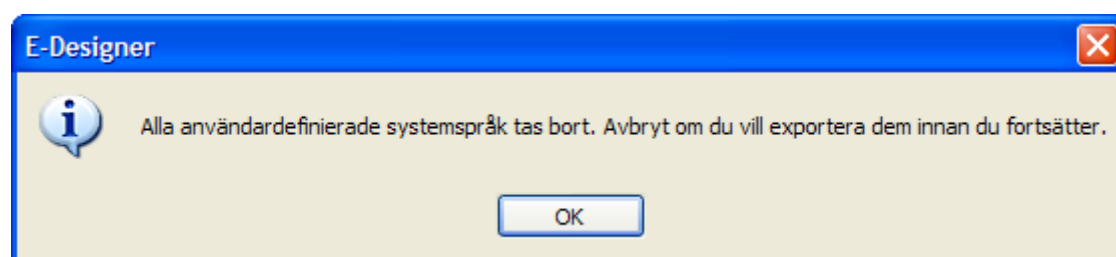 E-Designer
Alla användardefinierade systemspråk tas bort. Avbryt om du vill exportera dem innan du fortsätter.
OK